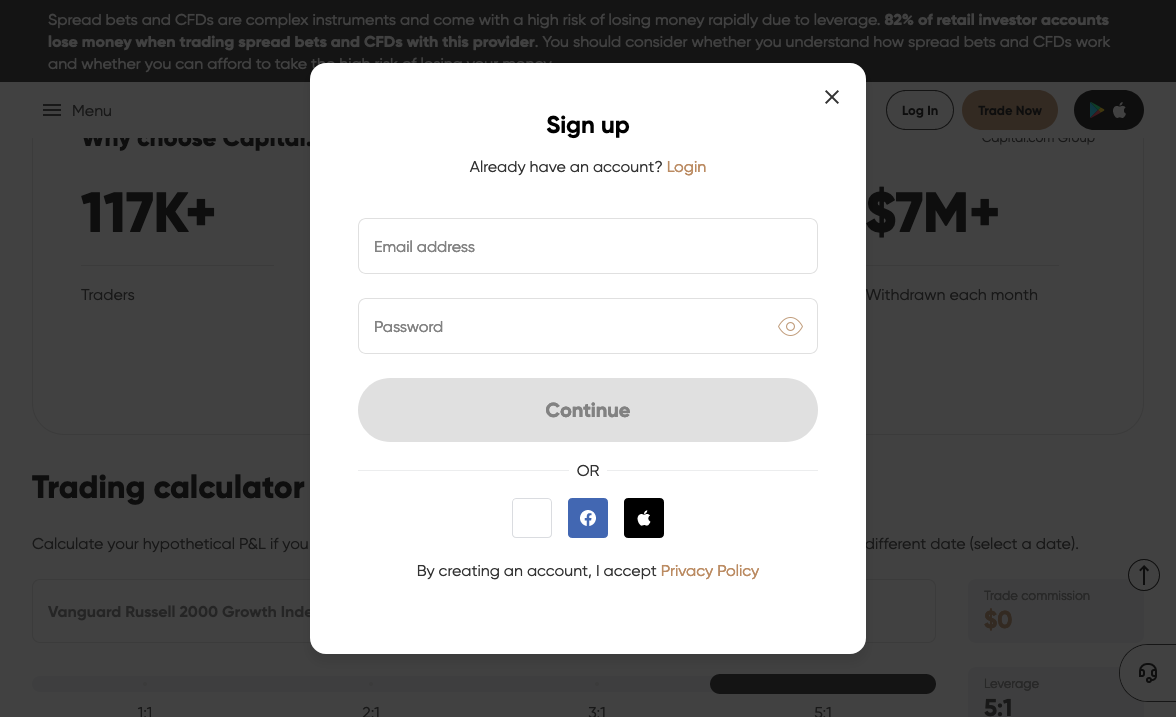 Spread bets and CFDs are complex instruments and come with a high risk of losing money rapidly due to leverage. 82% of retail investor accounts
lose money when trading spread bets and CFDs with this provider. You should consider whether you understand how spread bets and CFDs work
and whether you can afford to take the high risk of losing your money.
Menu
Log In
Trade Now
Why choose Capital.
Capital.com Group
117K+
$7M+
Traders
Withdrawn each month
Sign up
Already have an account? Login
Email address
Password
Continue
OR
By creating an account, I accept Privacy Policy
Trading calculator
Calculate your hypothetical P&L if you
different date (select a date).
Vanguard Russell 2000 Growth Inde
Trade commission
$0
Leverage
5:1
1:1
2:1
3:1
5:1